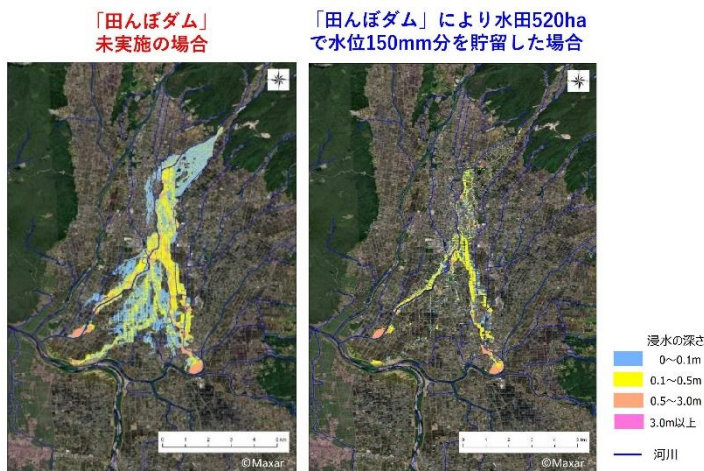 「田んぼダム」
未実施の場合
「田んぼダム」により水田520ha
で水位150mm分を貯留した場合
©Maxar
©Maxar
浸水の深さ
0～0.1m
0.1～0.5m
0.5～3.0m
3.0m以上
河川